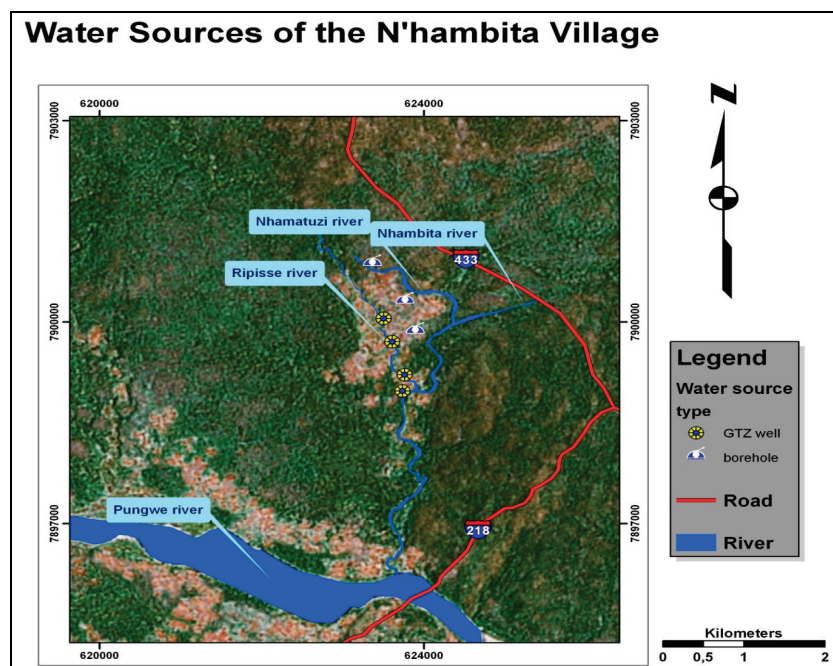 Water Sources of the N'hambita Village
620000
624000
7903000
7903000
Nhamatuzi river
Nhambita river
Ripisse river
433
7900000
7900000
Pungwe river
218
7897000
7897000
620000
624000
N
Legend
Water source
type
GTZ well
borehole
Road
River
Kilometers
0 0,5 1 2